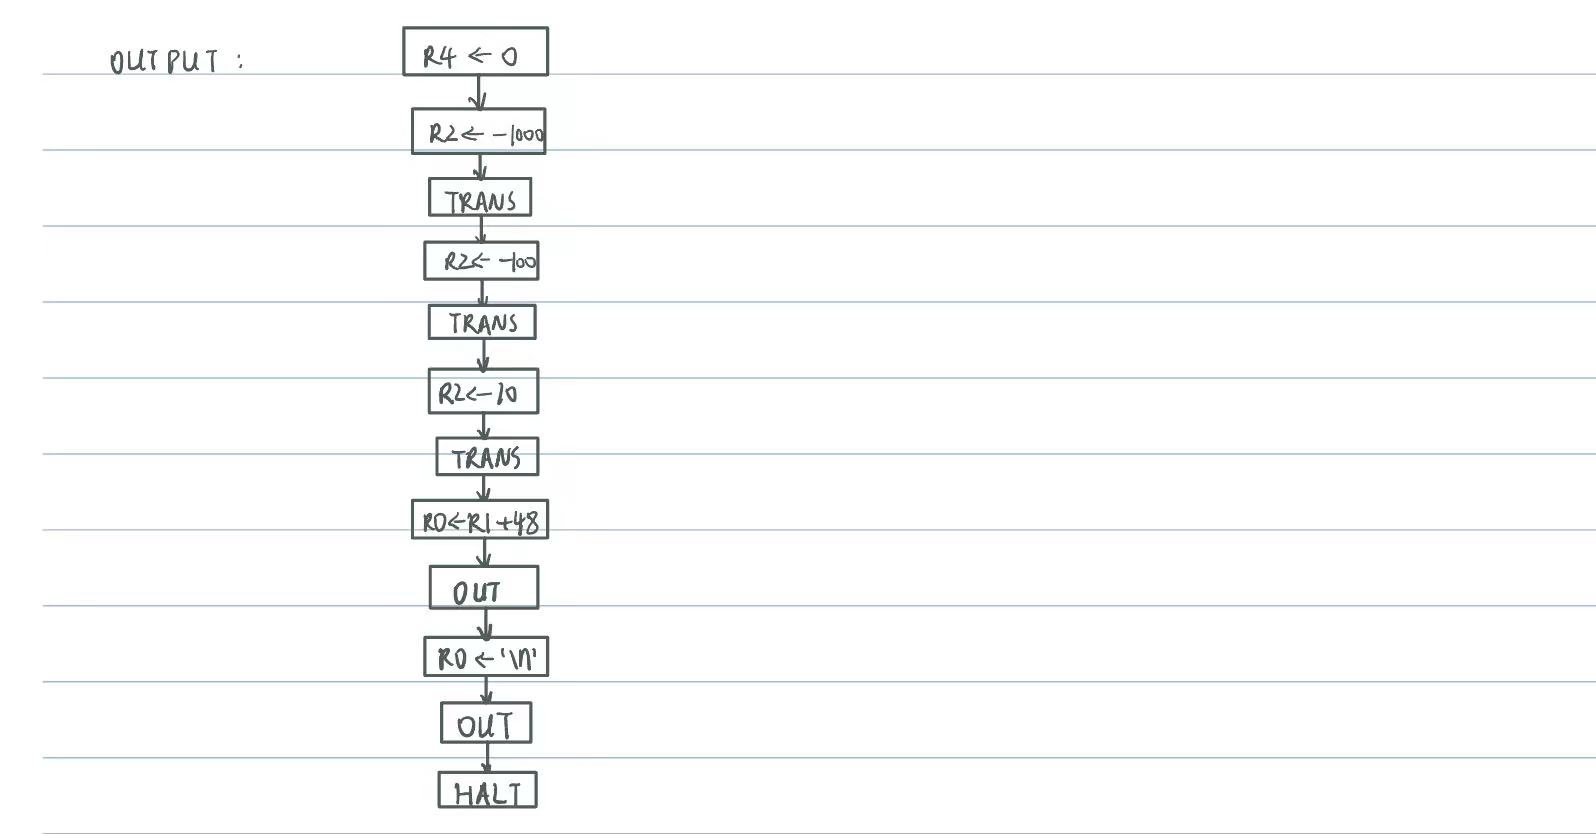 OUTPUT:
R4 ← 0
R2 ← -1000
TRANS
R2 ← -100
TRANS
R2 ← -10
TRANS
R0 ← R1 + 48
OUT
R0 ← '\n'
OUT
HALT